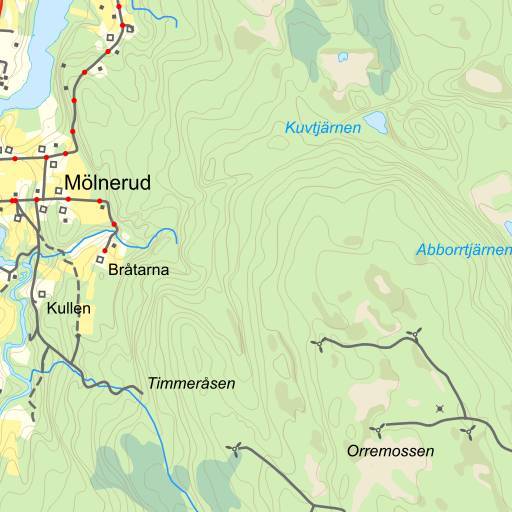 Kuvtjärnen
Mölnerud
Abborrtjärnen
Bråtarna
Kullen
Timmeråsen
Orremossen